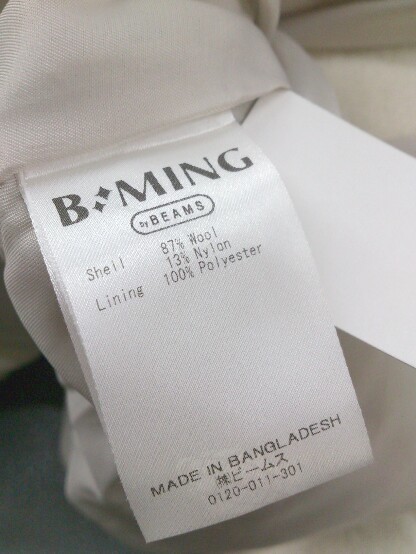 B:MING
by BEAMS
Shell 87% Wool
13% Nylan
Lining 100% Polyester
MADE IN BANGLADESH
㈱ビームス
0120-011-301